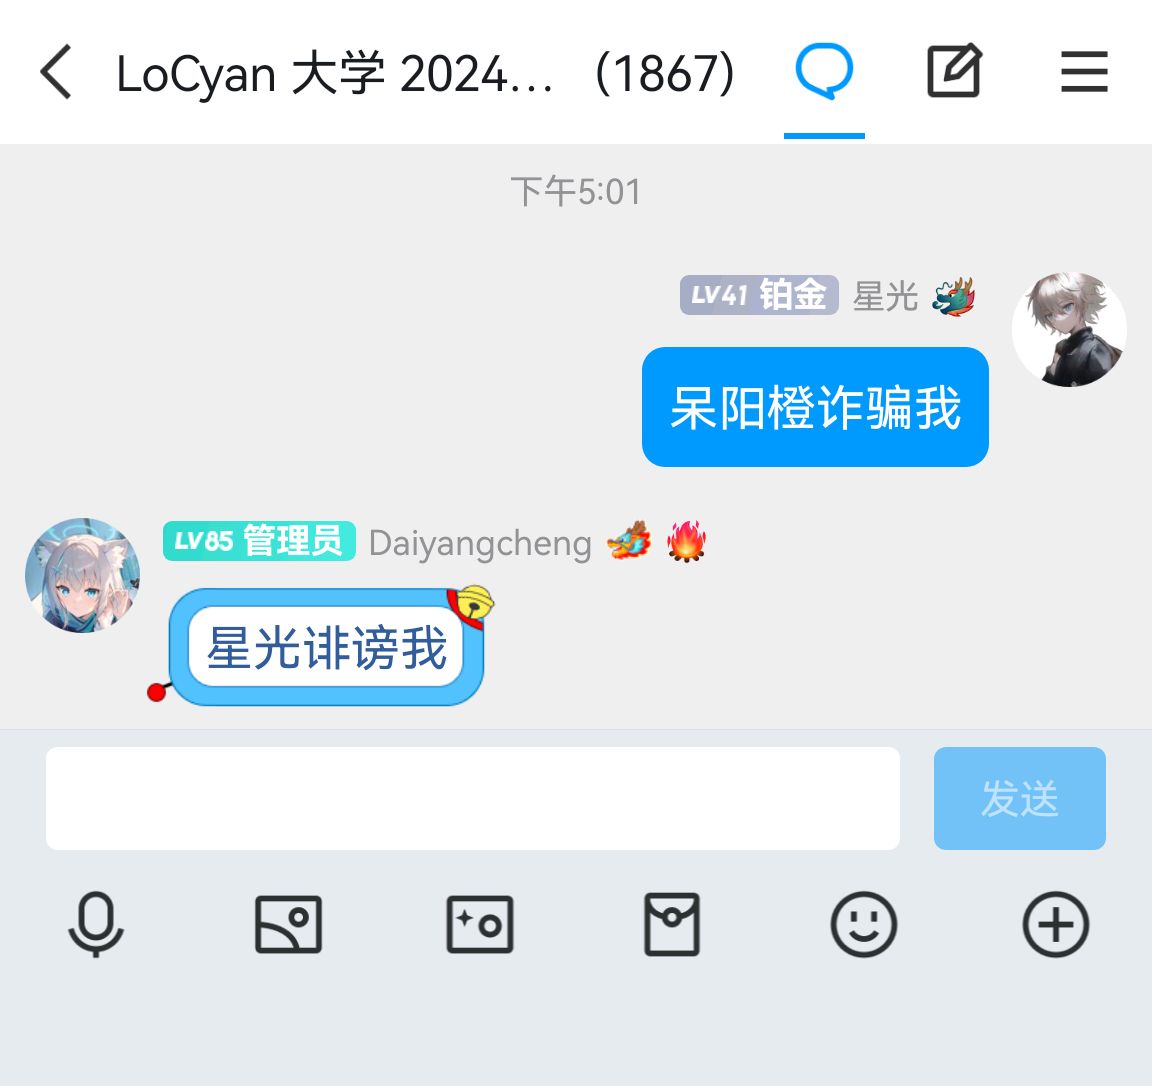 LoCyan 大学 2024... (1867)
下午5:01
LV41 铂金 星光
呆阳橙诈骗我
LV85 管理员 Daiyangcheng
星光诽谤我
发送